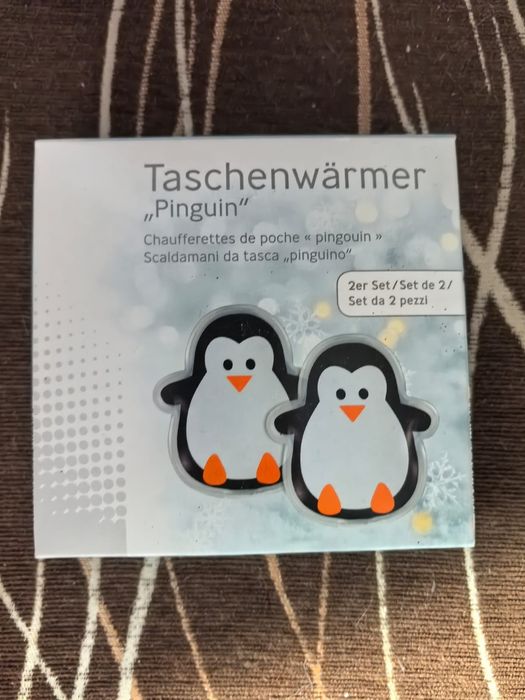 Taschenwärmer
„Pinguin“
Chaufferettes de poche « pingouin »
Scaldamani da tasca „pinguino“
2er Set/Set de 2/
Set da 2 pezzi